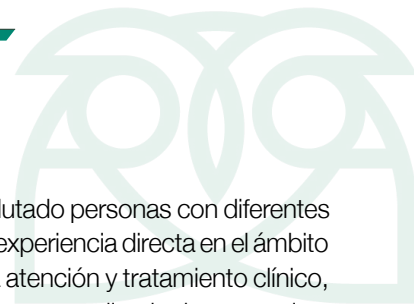 lutado personas con diferentes
experiencia directa en el ámbito
atención y tratamiento clínico,